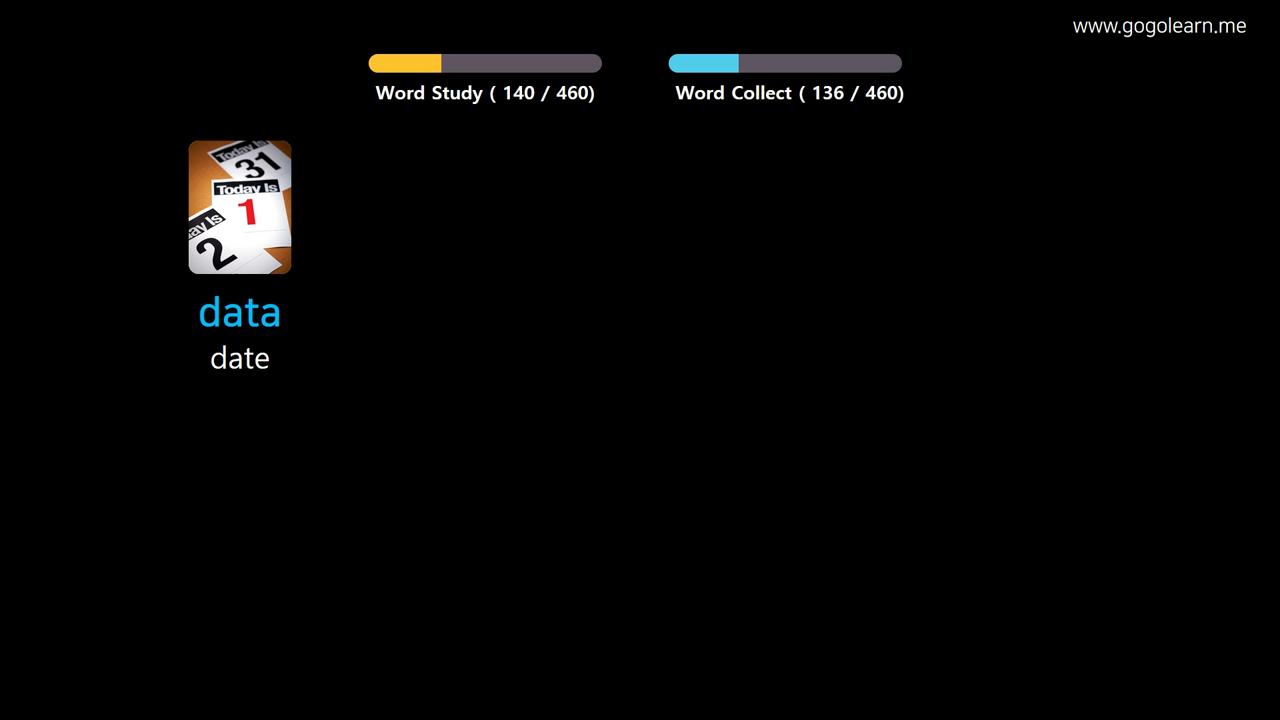 www.gogolearn.me
Word Study ( 140 / 460)
Word Collect ( 136 / 460)
Today Is
31
Today Is
1
ay Is
2
data
date